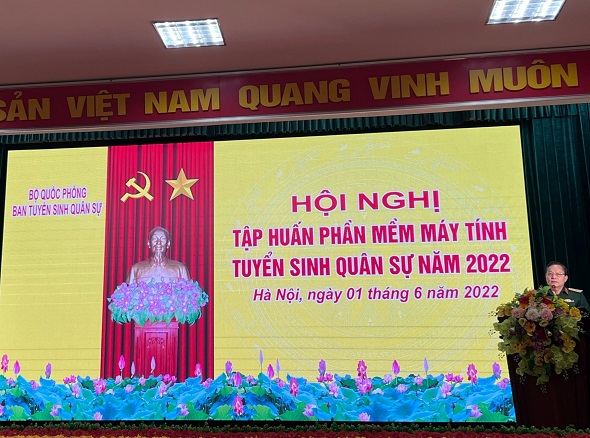 SẢN VIỆT NAM QUANG VINH MUÔN
BỘ QUỐC PHÒNG
BAN TUYỂN SINH QUÂN SỰ
HỘI NGHỊ
TẬP HUẤN PHẦN MỀM MÁY TÍNH
TUYỂN SINH QUÂN SỰ NĂM 2022
Hà Nội, ngày 01 tháng 6 năm 2022